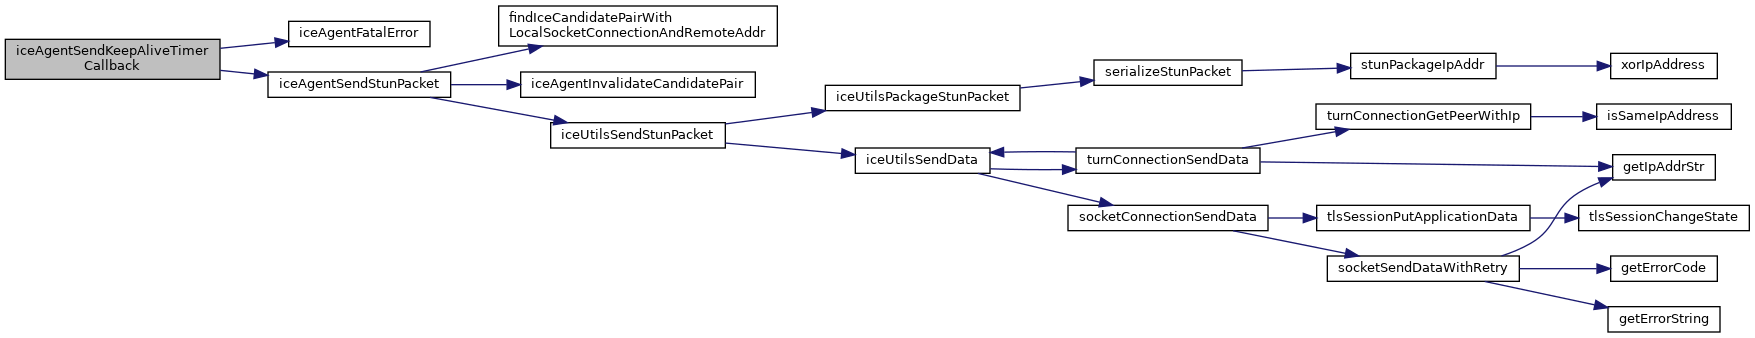 iceAgentSendKeepAliveTimer
Callback
iceAgentFatalError
iceAgentSendStunPacket
findIceCandidatePairWith
LocalSocketConnectionAndRemoteAddr
iceAgentInvalidateCandidatePair
iceUtilsSendStunPacket
iceUtilsPackageStunPacket
iceUtilsSendData
serializeStunPacket
turnConnectionSendData
socketConnectionSendData
stunPackageIpAddr
turnConnectionGetPeerWithIp
tlsSessionPutApplicationData
socketSendDataWithRetry
xorIpAddress
isSameIpAddress
getIpAddrStr
tlsSessionChangeState
getErrorCode
getErrorString